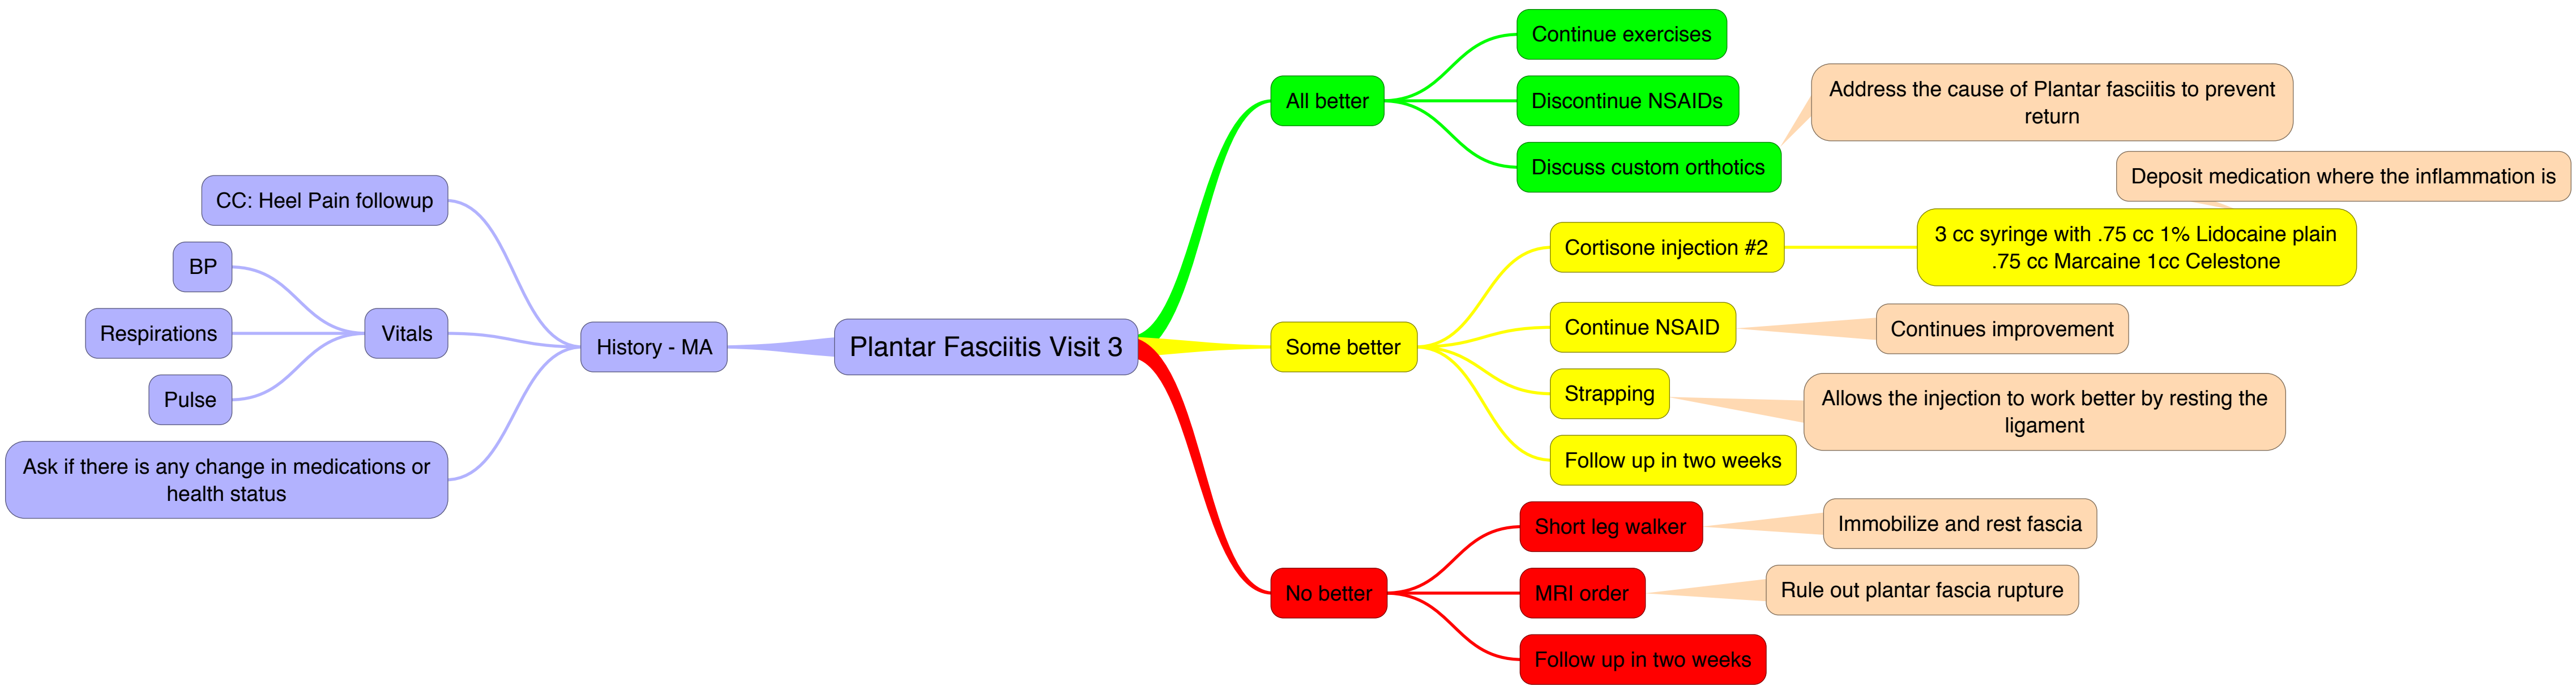 Plantar Fasciitis Visit 3
History - MA
CC: Heel Pain followup
Vitals
BP
Respirations
Pulse
Ask if there is any change in medications or
health status
All better
Continue exercises
Discontinue NSAIDs
Discuss custom orthotics
Address the cause of Plantar fasciitis to prevent
return
Some better
Cortisone injection #2
3 cc syringe with .75 cc 1% Lidocaine plain
.75 cc Marcaine 1cc Celestone
Deposit medication where the inflammation is
Continue NSAID
Continues improvement
Strapping
Allows the injection to work better by resting the
ligament
Follow up in two weeks
No better
Short leg walker
Immobilize and rest fascia
MRI order
Rule out plantar fascia rupture
Follow up in two weeks